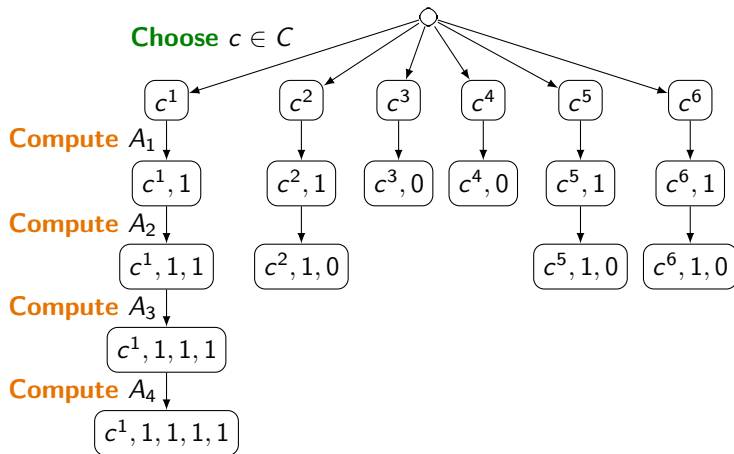 Choose c ∈ C
c¹ c² c³ c⁴ c⁵ c⁶
Compute A₁
c¹, 1 c², 1 c³, 0 c⁴, 0 c⁵, 1 c⁶, 1
Compute A₂
c¹, 1, 1 c², 1, 0 c⁵, 1, 0 c⁶, 1, 0
Compute A₃
c¹, 1, 1, 1
Compute A₄
c¹, 1, 1, 1, 1